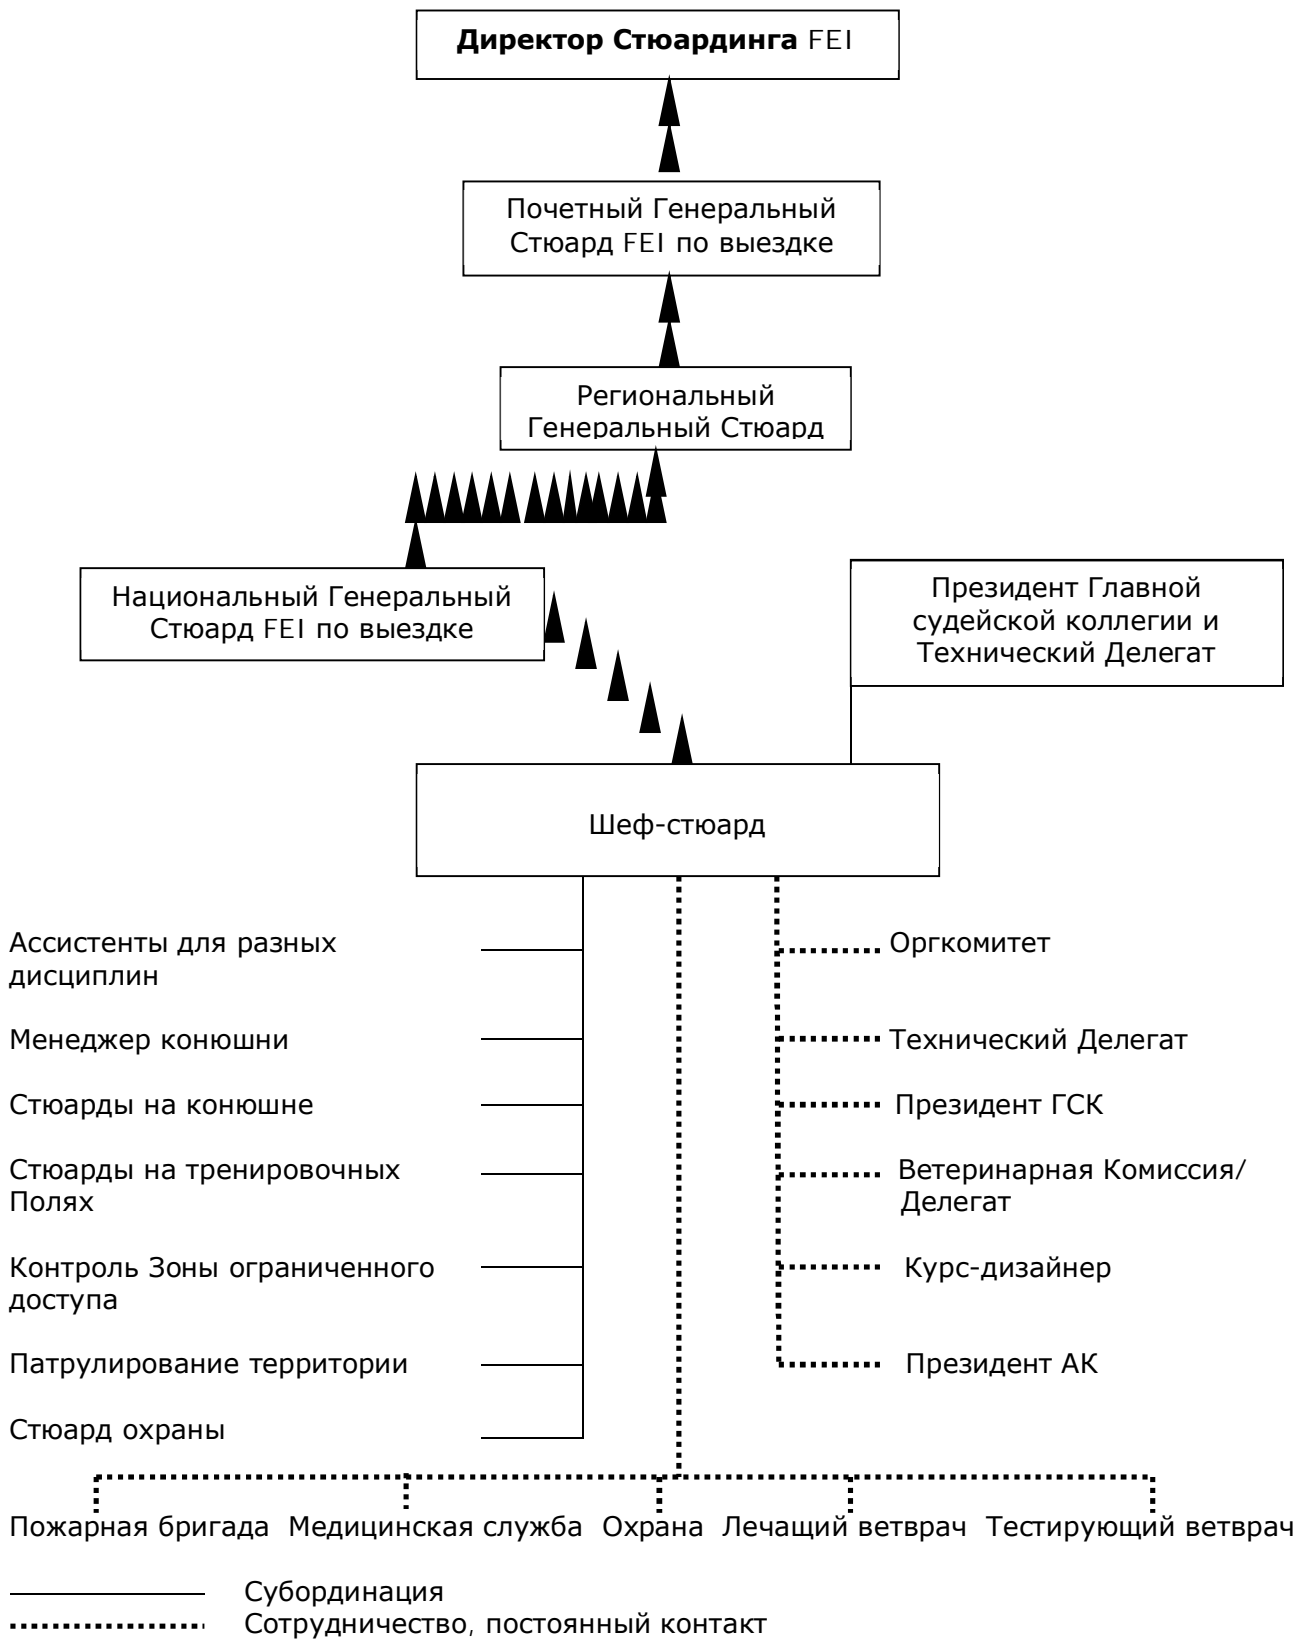 Директор Стюардинга FEI
Почетный Генеральный
Стюард FEI по выездке
Региональный
Генеральный Стюард
Национальный Генеральный
Стюард FEI по выездке
Президент Главной
судейской коллегии и
Технический Делегат
Шеф-стюард
Ассистенты для разных
дисциплин
Оргкомитет
Менеджер конюшни
Технический Делегат
Стюарды на конюшне
Президент ГСК
Стюарды на тренировочных
Полях
Ветеринарная Комиссия/
Делегат
Контроль Зоны ограниченного
доступа
Курс-дизайнер
Патрулирование территории
Президент АК
Стюард охраны
Пожарная бригада Медицинская служба Охрана Лечащий ветврач Тестирующий ветврач
Субординация
Сотрудничество, постоянный контакт